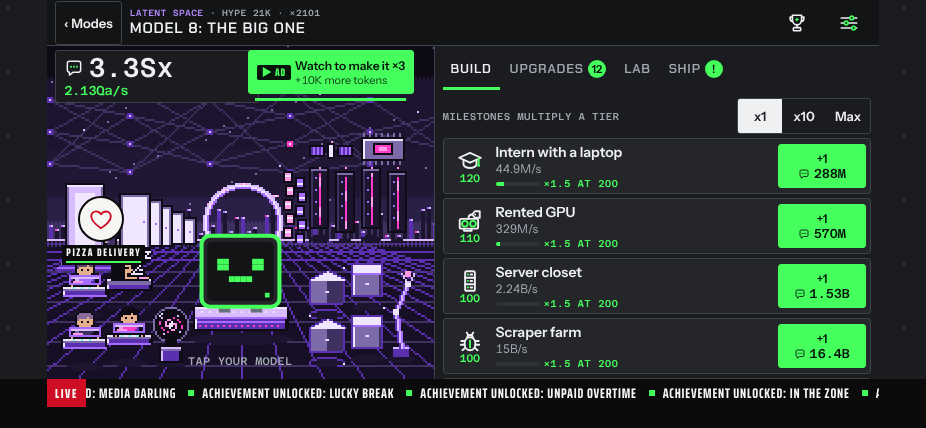 ‹ Modes
LATENT SPACE · HYPE 21K · ×2101
MODEL 8: THE BIG ONE
3.3Sx
2.13Qa/s
AD
Watch to make it ×3
+10K more tokens
PIZZA DELIVERY
TAP YOUR MODEL
BUILD
UPGRADES 12
LAB
SHIP !
MILESTONES MULTIPLY A TIER
x1
x10
Max
Intern with a laptop
44.9M/s
120
×1.5 AT 200
+1
288M
Rented GPU
329M/s
110
×1.5 AT 200
+1
570M
Server closet
2.24B/s
100
×1.5 AT 200
+1
1.53B
Scraper farm
15B/s
100
×1.5 AT 200
+1
16.4B
LIVE
D: MEDIA DARLING ACHIEVEMENT UNLOCKED: LUCKY BREAK ACHIEVEMENT UNLOCKED: UNPAID OVERTIME ACHIEVEMENT UNLOCKED: IN THE ZONE